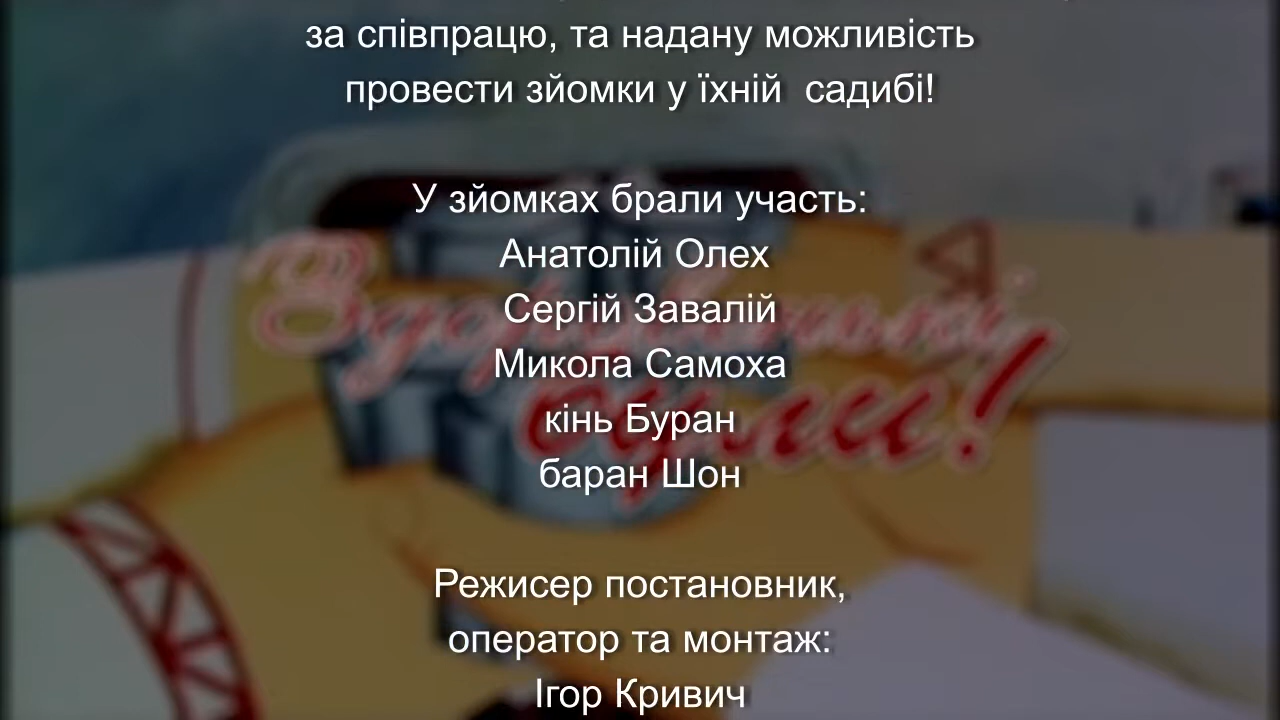 за співпрацю, та надану можливість
провести зйомки у їхній садибі!
У зйомках брали участь:
Анатолій Олех
Сергій Завалій
Микола Самоха
кінь Буран
баран Шон
Режисер постановник,
оператор та монтаж:
Ігор Кривич
були!